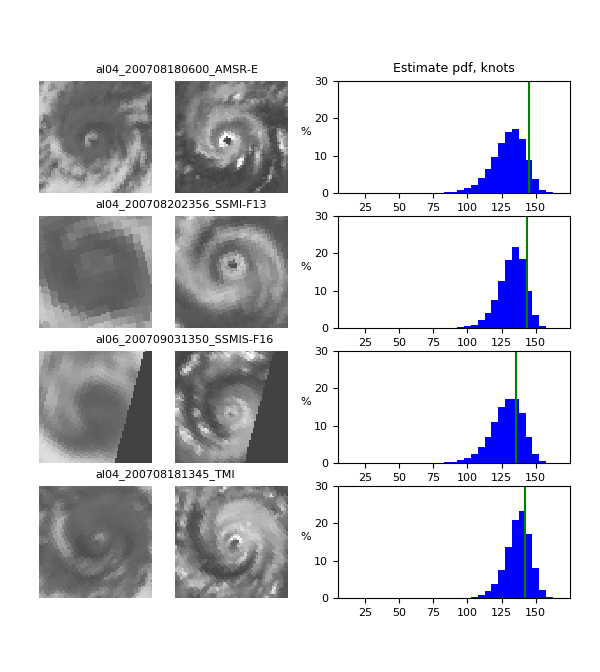 al04_200708180600_AMSR-E
Estimate pdf, knots
30
20
% 
10
0
25 50 75 100 125 150
al04_200708202356_SSMI-F13
30
20
%
10
0
25 50 75 100 125 150
al06_200709031350_SSMIS-F16
30
20
%
10
0
25 50 75 100 125 150
al04_200708181345_TMI
30
20
%
10
0
25 50 75 100 125 150